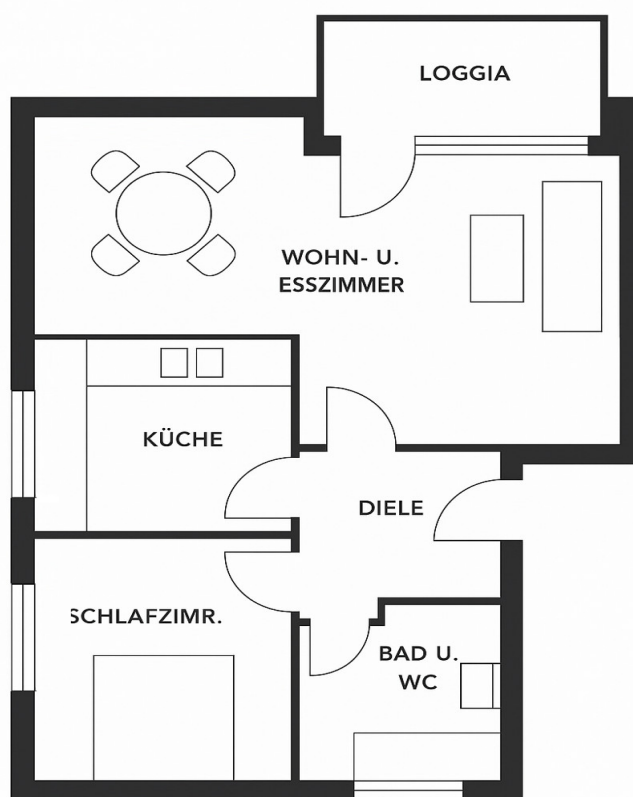 LOGGIA
WOHN- U.
ESSZIMMER
KÜCHE
DIELE
SCHLAFZIMR.
BAD U.
WC